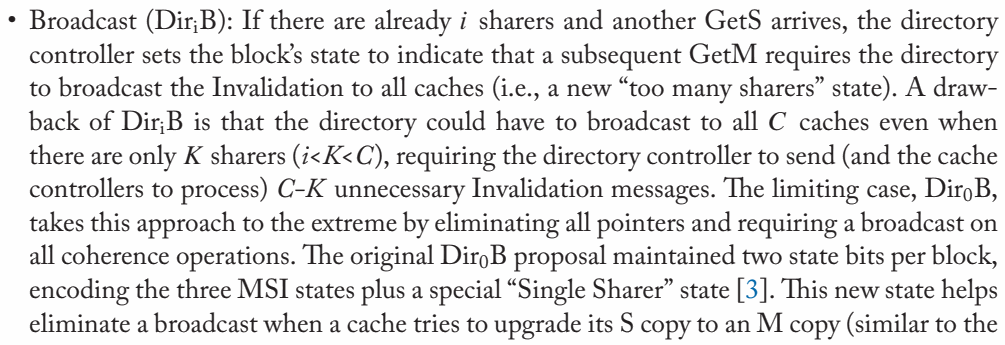 • Broadcast (DiriB): If there are already i sharers and another GetS arrives, the directory
controller sets the block's state to indicate that a subsequent GetM requires the directory
to broadcast the Invalidation to all caches (i.e., a new “too many sharers” state). A draw-
back of DiriB is that the directory could have to broadcast to all C caches even when
there are only K sharers (i<K<C), requiring the directory controller to send (and the cache
controllers to process) C-K unnecessary Invalidation messages. The limiting case, Dir0B,
takes this approach to the extreme by eliminating all pointers and requiring a broadcast on
all coherence operations. The original Dir0B proposal maintained two state bits per block,
encoding the three MSI states plus a special “Single Sharer” state [3]. This new state helps
eliminate a broadcast when a cache tries to upgrade its S copy to an M copy (similar to the